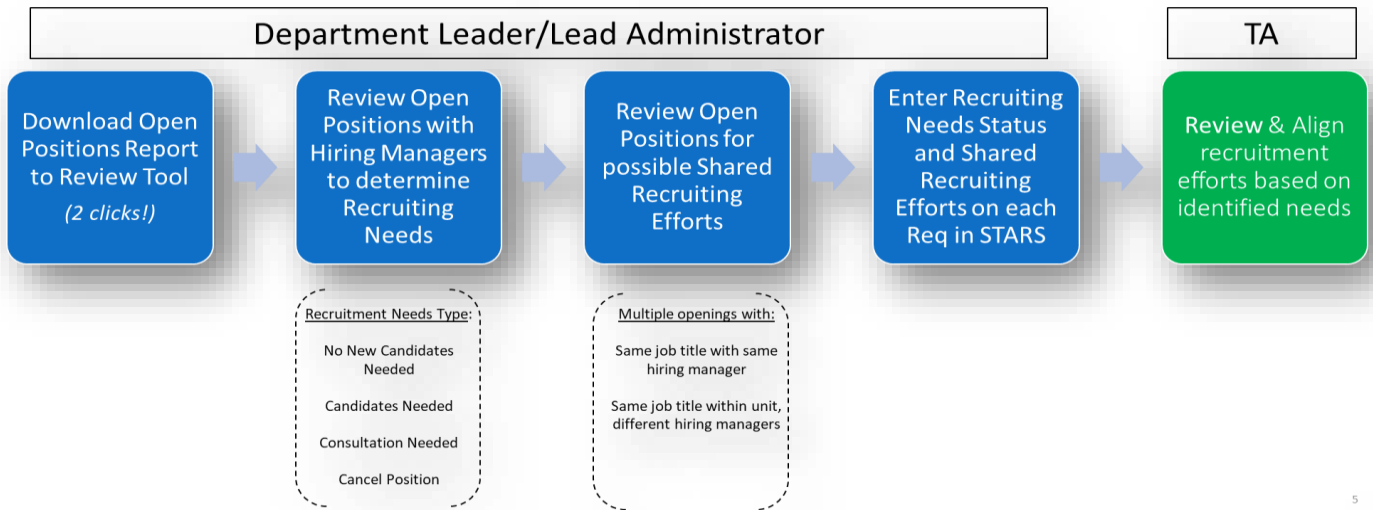 Department Leader/Lead Administrator
TA
Download Open
Positions Report
to Review Tool
(2 clicks!)
Review Open
Positions with
Hiring Managers
to determine
Recruiting
Needs
Review Open
Positions for
possible Shared
Recruiting
Efforts
Enter Recruiting
Needs Status
and Shared
Recruiting
Efforts on each
Req in STARS
Review & Align
recruitment
efforts based on
identified needs
Recruitment Needs Type:
No New Candidates
Needed
Candidates Needed
Consultation Needed
Cancel Position
Multiple openings with:
Same job title with same
hiring manager
Same job title within unit,
different hiring managers
5